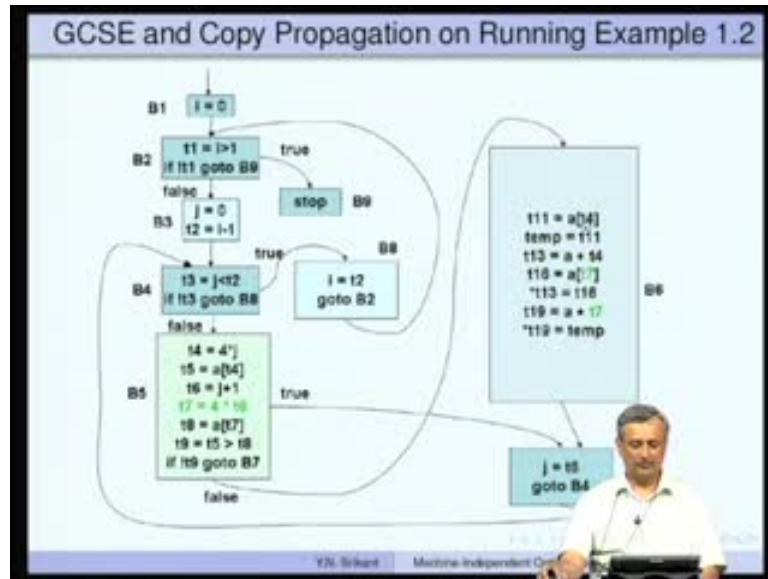 GCSE and Copy Propagation on Running Example 1.2
B1
i = 0
B2
t1 = i>1
if !t1 goto B9
true
false
stop
B9
B3
j = 0
t2 = i-1
true
B8
B4
t3 = j<t2
if !t3 goto B8
i = t2
goto B2
false
B5
t4 = 4*j
t5 = a[t4]
t6 = j+1
t7 = 4 * t6
t8 = a[t7]
t9 = t5 > t8
if !t9 goto B7
true
false
t11 = a[t4]
temp = t11
t13 = a + t4
t16 = a[t7]
*t13 = t16
t19 = a + t7
*t19 = temp
B6
j = t6
goto B4
Y.N. Srikant
Machine-Independent